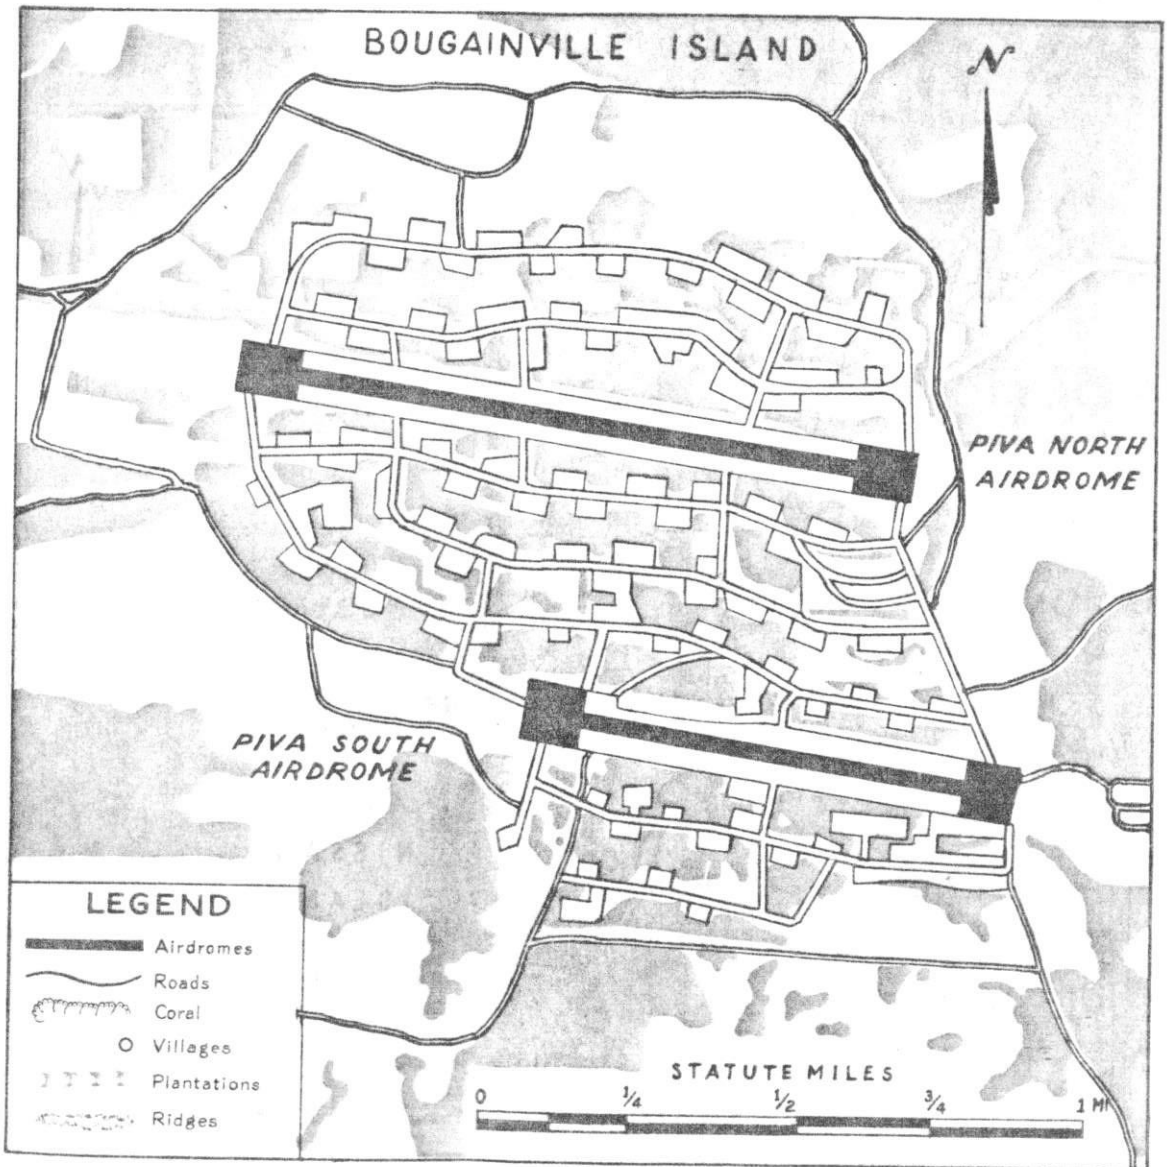 BOUGAINVILLE ISLAND
N
PIVA NORTH
AIRDROME
PIVA SOUTH
AIRDROME
LEGEND
Airdromes
Roads
Coral
Villages
Plantations
Ridges
STATUTE MILES
0 1/4 1/2 3/4 1 MI